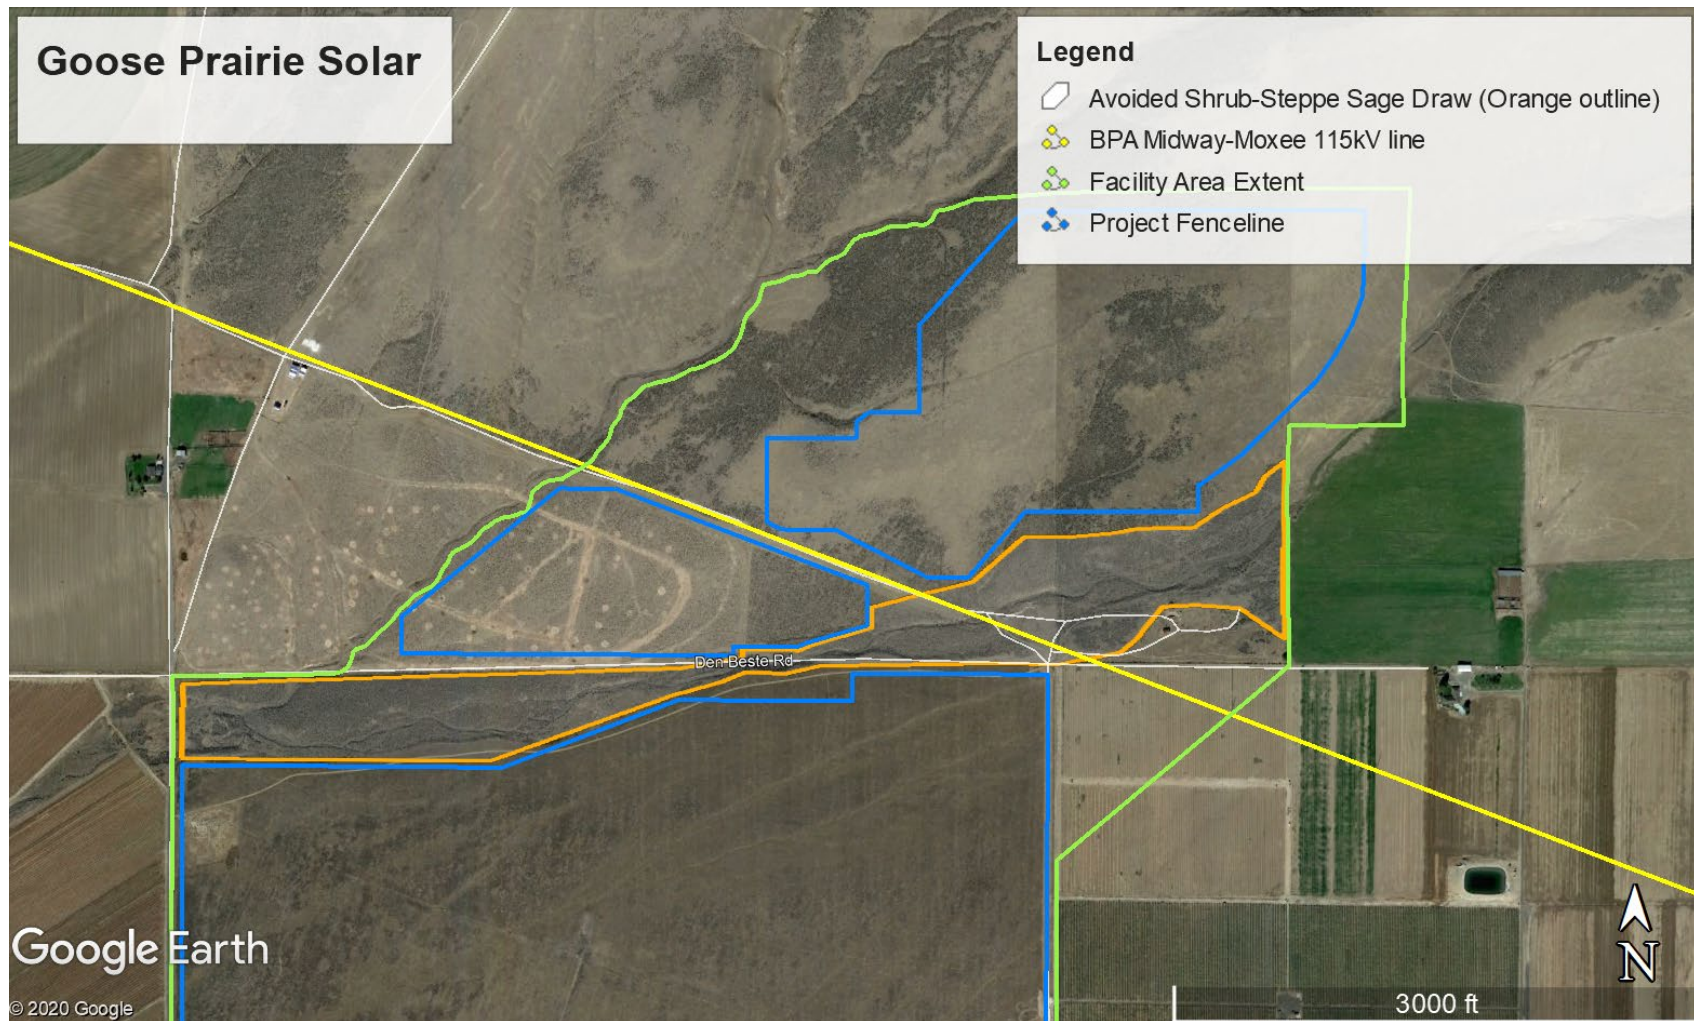 Goose Prairie Solar
Legend
Avoided Shrub-Steppe Sage Draw (Orange outline)
BPA Midway-Moxee 115kV line
Facility Area Extent
Project Fenceline
Den Beste Rd
Google Earth
© 2020 Google
N
3000 ft